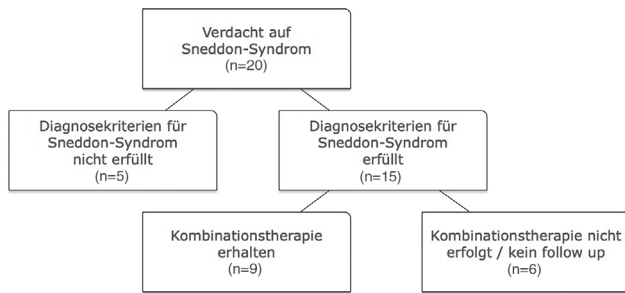 Verdacht auf
Sneddon-Syndrom
(n=20)
Diagnosekriterien für
Sneddon-Syndrom
nicht erfüllt
(n=5)
Diagnosekriterien für
Sneddon-Syndrom
erfüllt
(n=15)
Kombinationstherapie
erhalten
(n=9)
Kombinationstherapie nicht
erfolgt / kein follow up
(n=6)